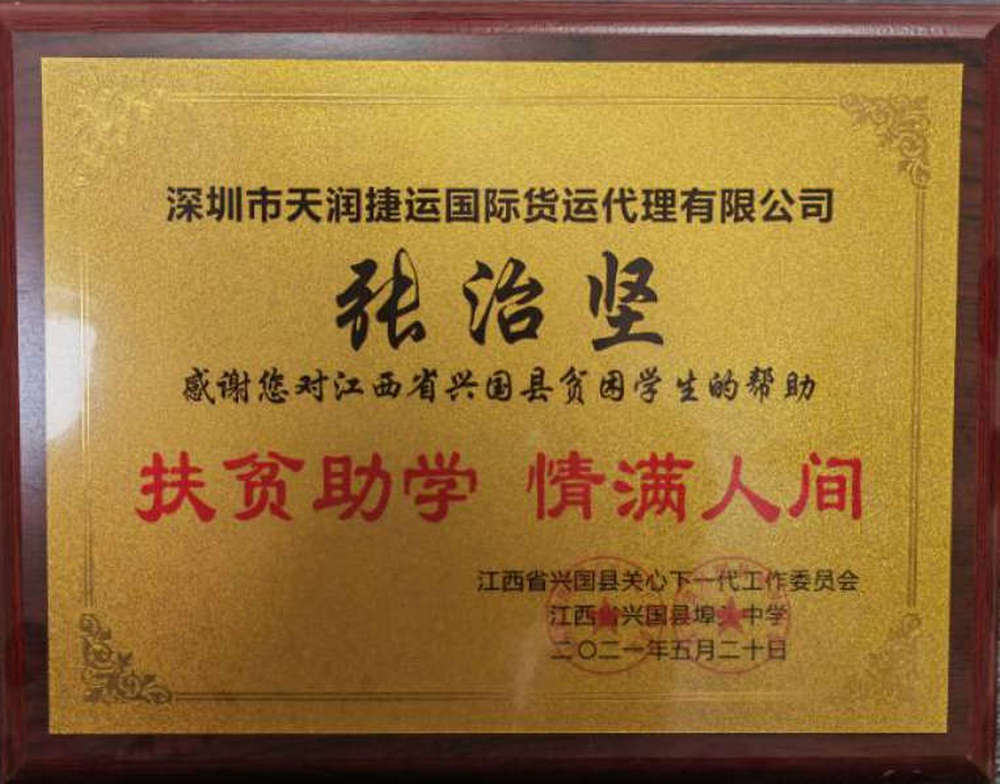 深圳市天润捷运国际货运代理有限公司
张治坚
感谢您对江西省兴国县贫困学生的帮助
扶贫助学 情满人间
江西省兴国县关心下一代工作委员会
江西省兴国县埠头中学
二〇二一年五月二十日